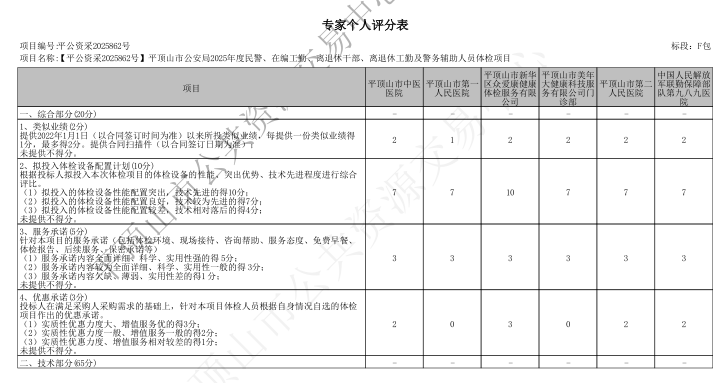 专家个人评分表
项目编号:平公资采2025862号 标段：F包
项目名称:【平公资采2025862号】平顶山市公安局2025年度民警、在编工勤、离退休干部、离退休工勤及警务辅助人员体检项目
项目 平顶山市中医医院 平顶山市第一人民医院 平顶山市新华区众爱康健康体检服务有限公司 平顶山市美年大健康科技服务有限公司门诊部 平顶山市第二人民医院 中国人民解放军联勤保障部队第九八九医院
一、综合部分(20分) - - - - - -
1、类似业绩(2分)
提供2022年1月1日（以合同签订时间为准）以来所投类似业绩，每提供一份类似业绩得
1分，最多得2分。提供合同扫描件（以合同签订日期为准）；
未提供不得分。
2 1 2 2 2 2
2、拟投入体检设备配置计划(10分)
根据投标人拟投入本次体检项目的体检设备的性能，突出优势、技术先进程度进行综合
评比。
（1）拟投入的体检设备性能配置突出，技术先进的得10分；
（2）拟投入的体检设备性能配置良好，技术较为先进的得7分；
（3）拟投入的体检设备性能配置较差，技术相对落后的得4分；
未提供不得分。
7 7 10 7 7 7
3、服务承诺(5分)
针对本项目的服务承诺（包括体检环境、现场接待、咨询帮助、服务态度、免费早餐、
体检报告、后续服务、保密承诺等）
（1）服务承诺内容全面详细、科学、实用性强的得 5分；
（2）服务承诺内容较为全面详细、科学、实用性一般的得 3分；
（3）服务承诺内容欠缺、薄弱、实用性差的得1 分；
未提供不得分。
3 3 3 3 3 3
4、优惠承诺(3分)
投标人在满足采购人采购需求的基础上，针对本项目体检人员根据自身情况自选的体检
项目作出的优惠承诺。
（1）实质性优惠力度大、增值服务优的得3分；
（2）实质性优惠力度一般、增值服务一般的得2分；
（3）实质性优惠力度、增值服务相对较差的得1分；
未提供不得分。
2 0 3 0 2 2
二、技术部分(65分) - - - - - -
平顶山市公共资源交易中心
平顶山市公共资源交易中心